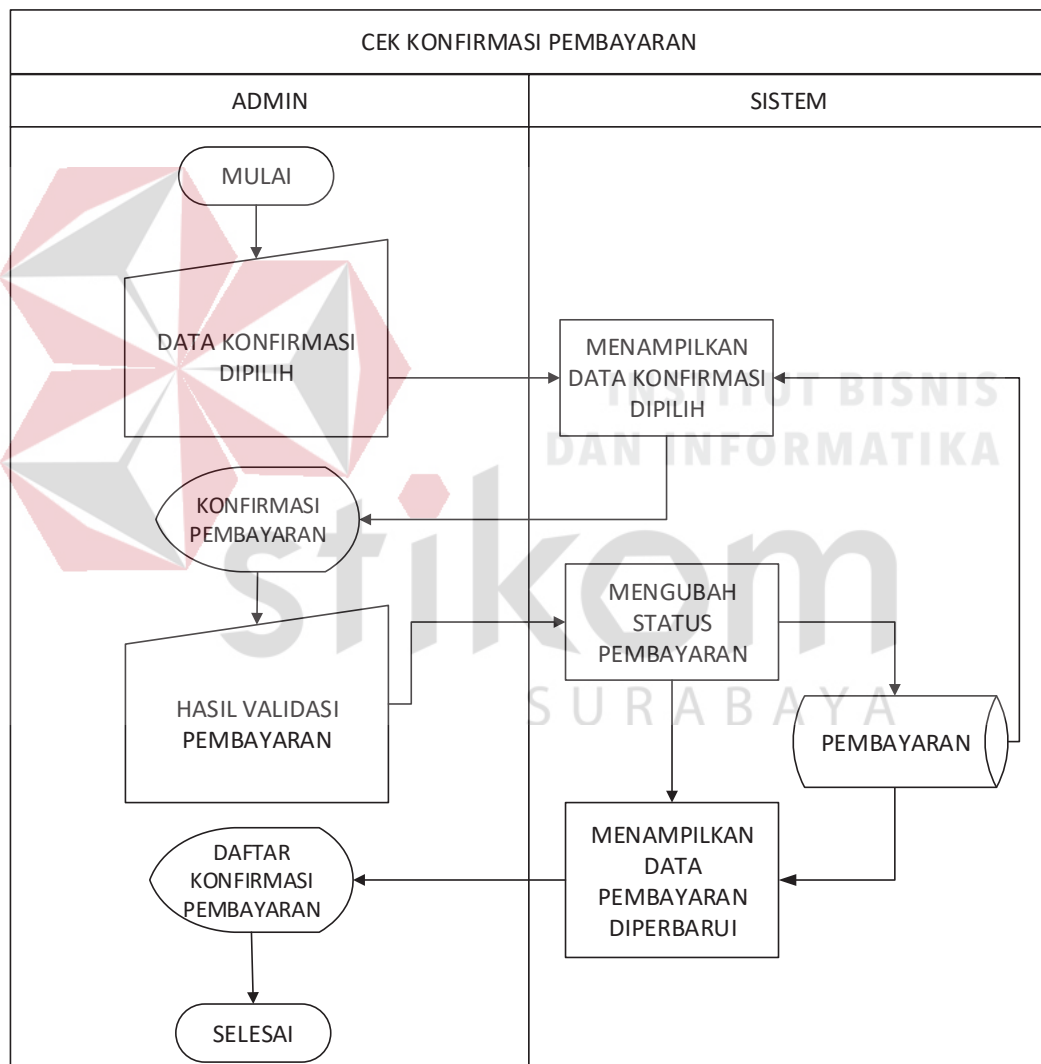 CEK KONFIRMASI PEMBAYARAN
ADMIN
SISTEM
MULAI
DATA KONFIRMASI
DIPILIH
MENAMPILKAN
DATA KONFIRMASI
DIPILIH
INSTITUT BISNIS
DAN INFORMATIKA
KONFIRMASI
PEMBAYARAN
stikom
SURABAYA
MENGUBAH
STATUS
PEMBAYARAN
HASIL VALIDASI
PEMBAYARAN
PEMBAYARAN
MENAMPILKAN
DATA
PEMBAYARAN
DIPERBARUI
DAFTAR
KONFIRMASI
PEMBAYARAN
SELESAI